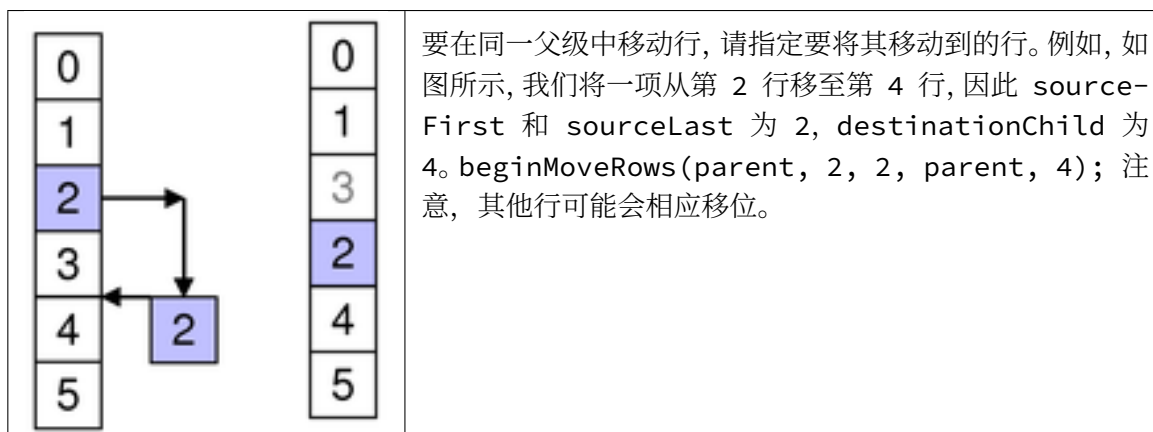 0
1
2
3
4
5
2
0
1
3
2
4
5
要在同一父级中移动行, 请指定要将其移动到的行。例如, 如
图所示, 我们将一项从第 2 行移至第 4 行, 因此 source-
First 和 sourceLast 为 2, destinationChild 为
4。beginMoveRows(parent, 2, 2, parent, 4); 注
意, 其他行可能会相应移位。